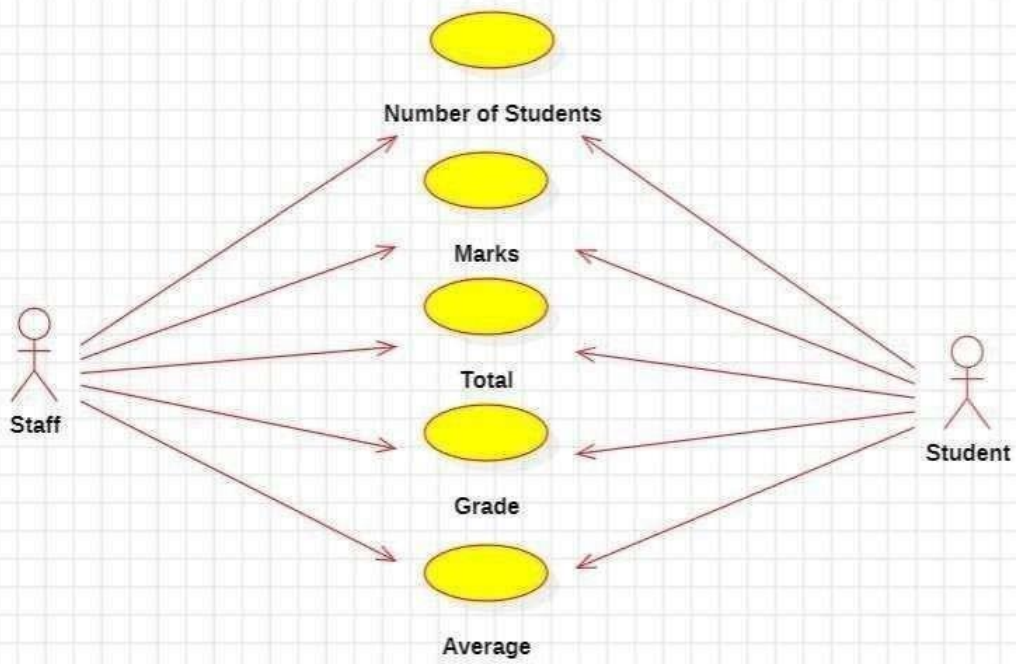 Number of Students
Marks
Total
Staff
Student
Grade
Average